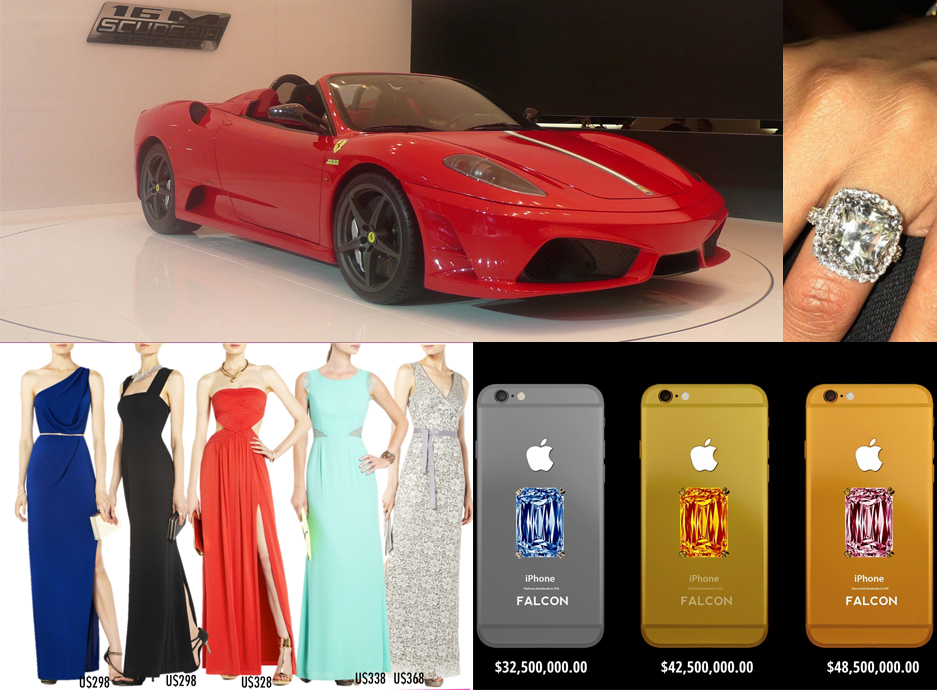 16M
SCUDERIA
US298
US298
US328
US338
US368
iPhone
FALCON
$32,500,000.00
iPhone
FALCON
$42,500,000.00
iPhone
FALCON
$48,500,000.00